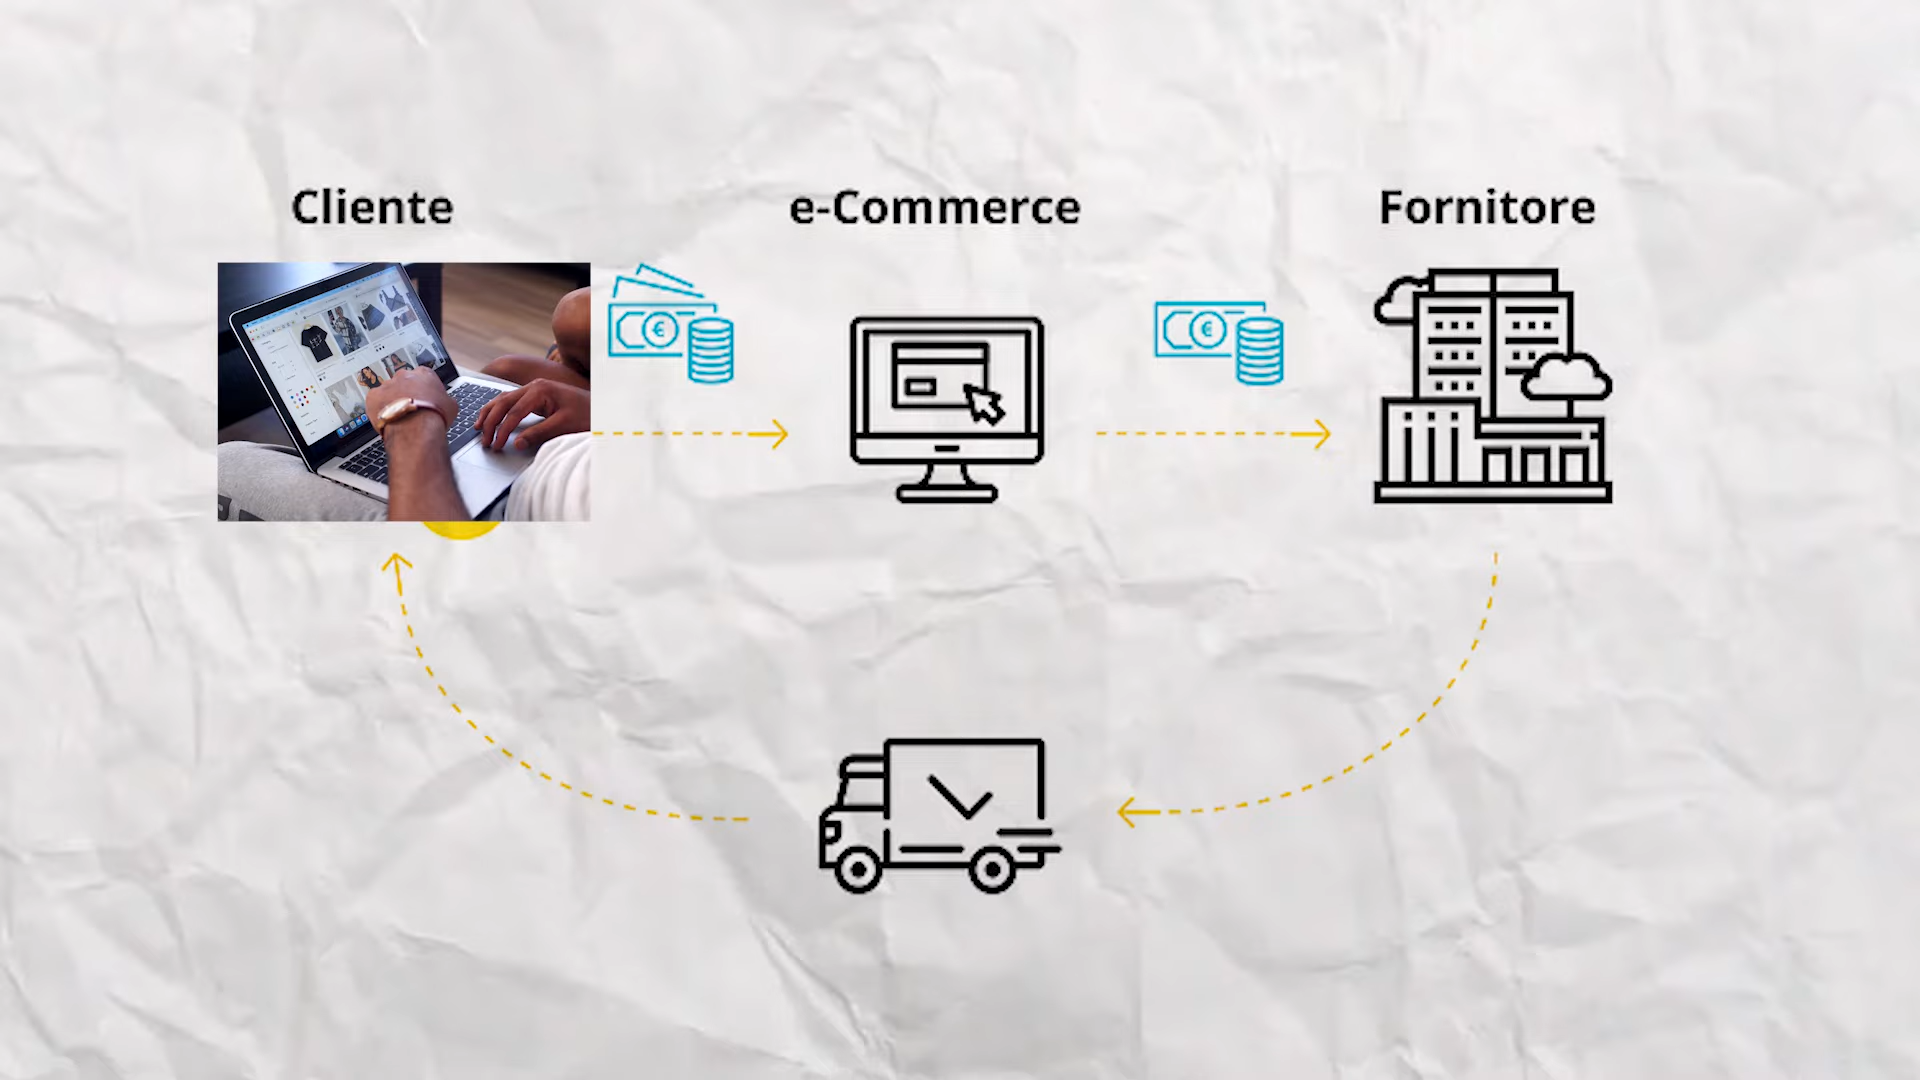 Cliente
e-Commerce
Fornitore
€
€